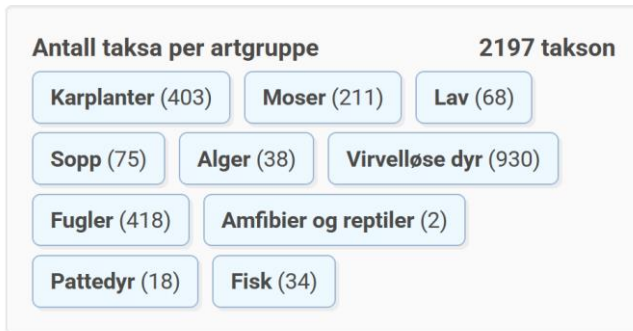 Antall taksa per artgruppe 2197 takson
Karplanter (403) Moser (211) Lav (68)
Sopp (75) Alger (38) Virvelløse dyr (930)
Fugler (418) Amfibier og reptiler (2)
Pattedyr (18) Fisk (34)